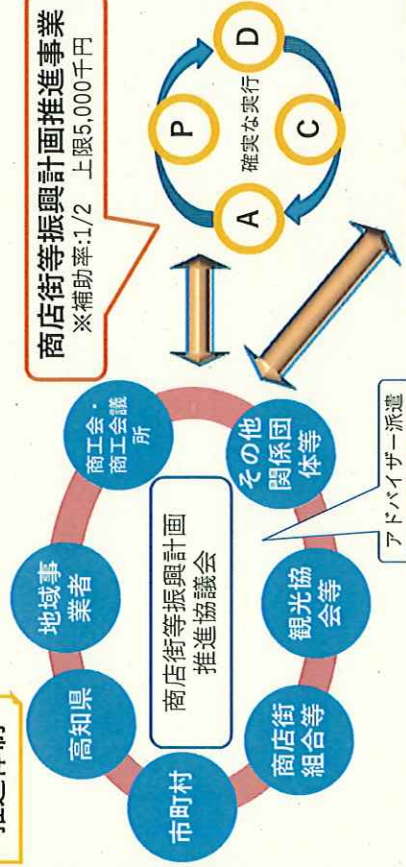 推進体制
商店街等振興計画推進事業
※補助率:1/2 上限5,000千円
P
D
C
A
確実な実行
商工会・
商工会議
所
地域事
業者
高知県
市町村
商店街
組合等
観光協
会等
その他
関係団
体等
商店街等振興計画
推進協議会
アドバイザー派遣